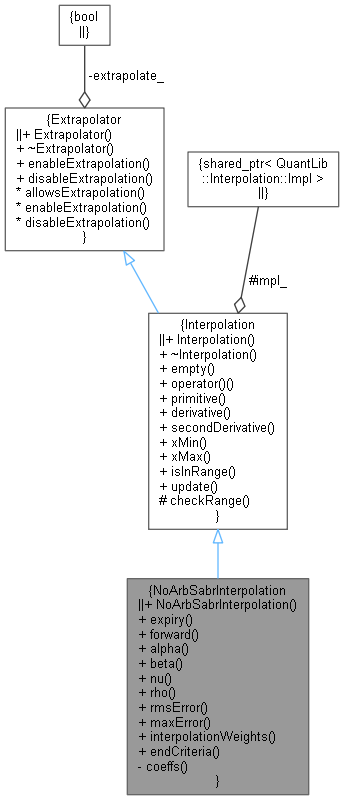 {bool
||}
-extrapolate_
{Extrapolator
||+ Extrapolator()
+ ~Extrapolator()
+ enableExtrapolation()
+ disableExtrapolation()
* allowsExtrapolation()
* enableExtrapolation()
* disableExtrapolation()
}
{shared_ptr< QuantLib
::Interpolation::Impl >
||}
#impl_
{Interpolation
||+ Interpolation()
+ ~Interpolation()
+ empty()
+ operator()()
+ primitive()
+ derivative()
+ secondDerivative()
+ xMin()
+ xMax()
+ isInRange()
+ update()
# checkRange()
}
{NoArbSabrInterpolation
||+ NoArbSabrInterpolation()
+ expiry()
+ forward()
+ alpha()
+ beta()
+ nu()
+ rho()
+ rmsError()
+ maxError()
+ interpolationWeights()
+ endCriteria()
- coeffs()
}